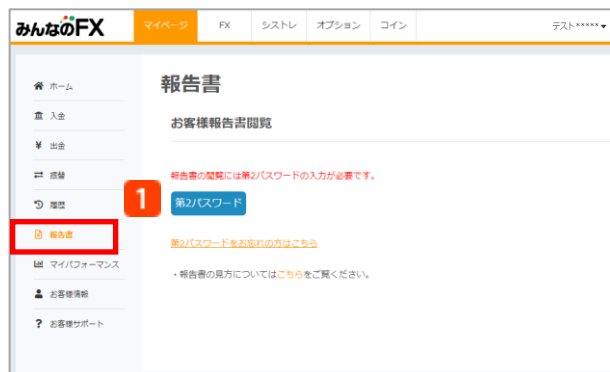 みんなのFX
マイページ FX シストレ オプション コイン テスト*****▼
ホーム
入金
¥ 出金
振替
履歴
報告書
マイパフォーマンス
お客様情報
? お客様サポート
報告書
お客様報告書閲覧
報告書の閲覧には第2パスワードの入力が必要です。
1
第2パスワード
第2パスワードをお忘れの方はこちら
・報告書の見方についてはこちらをご覧ください。